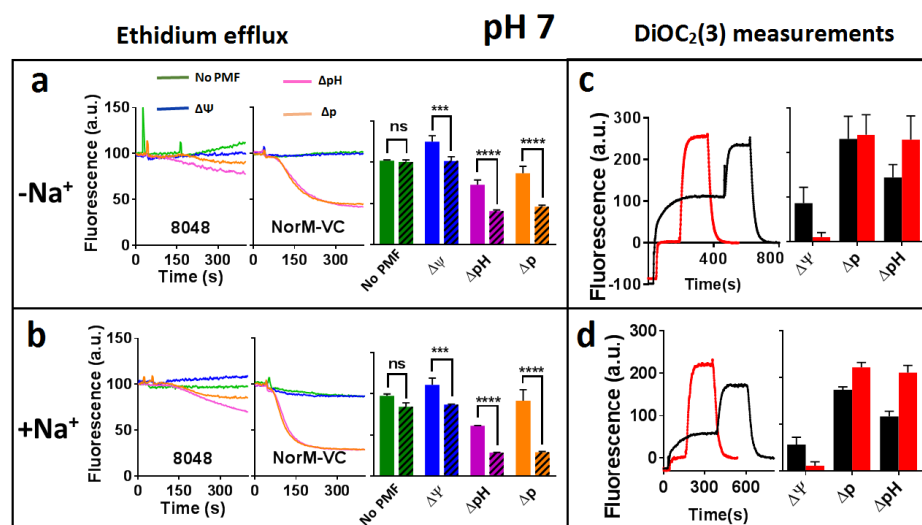 Ethidium efflux
pH 7
DiOC₂(3) measurements
a
No PMF
ΔpH
ΔΨ
Δp
-Na⁺
Fluorescence (a.u.)
150
100
50
0
8048
NorM-VC
0 150 300
0 150 300
Time (s)
ns
***
****
****
No PMF
ΔΨ
ΔpH
Δp
c
Fluorescence (a.u.)
300
200
100
0
-100
400
800
Time(s)
ΔΨ
Δp
ΔpH
b
+Na⁺
Fluorescence (a.u.)
150
100
50
0
8048
NorM-VC
0 150 300
0 150 300
Time (s)
ns
***
****
****
No PMF
ΔΨ
ΔpH
Δp
d
Fluorescence (a.u.)
300
200
100
0
0 300 600
Time(s)
ΔΨ
Δp
ΔpH